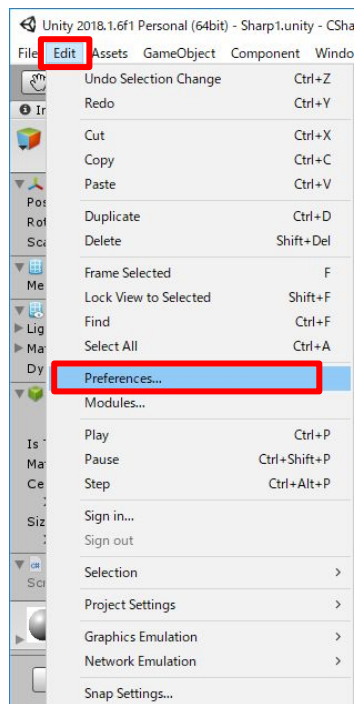 Unity 2018.1.6f1 Personal (64bit) - Sharp1.unity - CSha
File Edit Assets GameObject Component Windo
Undo Selection Change Ctrl+Z
Redo Ctrl+Y
Cut Ctrl+X
Copy Ctrl+C
Paste Ctrl+V
Duplicate Ctrl+D
Delete Shift+Del
Frame Selected F
Lock View to Selected Shift+F
Find Ctrl+F
Select All Ctrl+A
Preferences...
Modules...
Play Ctrl+P
Pause Ctrl+Shift+P
Step Ctrl+Alt+P
Sign in...
Sign out
Selection >
Project Settings >
Graphics Emulation >
Network Emulation >
Snap Settings...